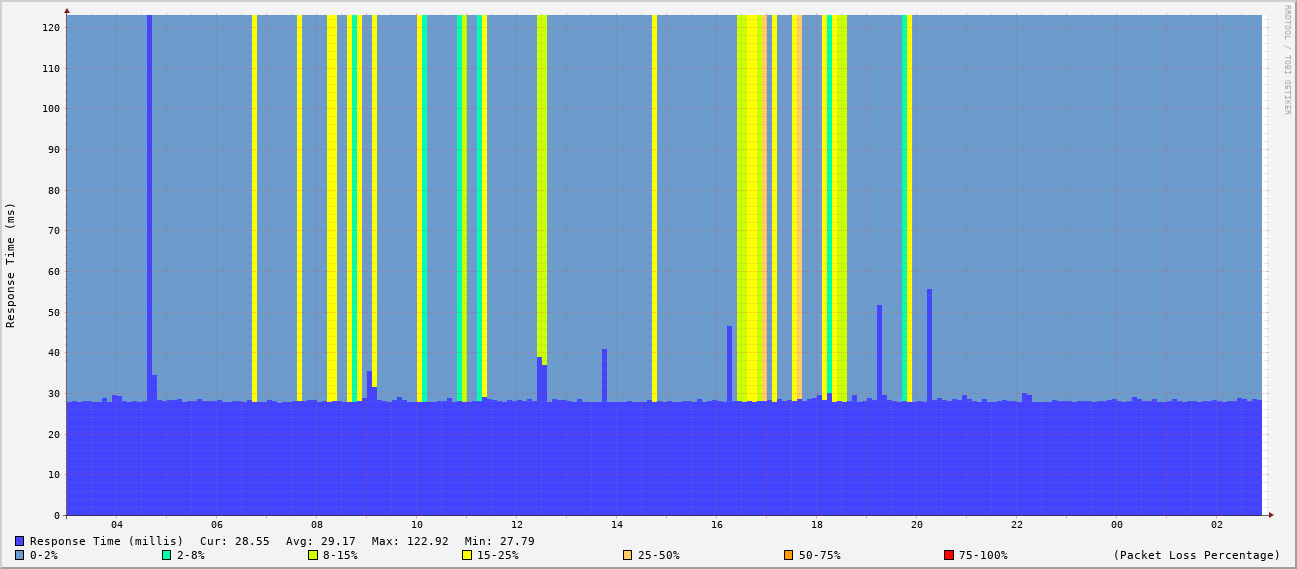 RRDTOOL / TOBI OETIKER
Response Time (ms)
120
110
100
90
80
70
60
50
40
30
20
10
0
04 06 08 10 12 14 16 18 20 22 00 02
Response Time (millis) Cur: 28.55 Avg: 29.17 Max: 122.92 Min: 27.79
0-2% 2-8% 8-15% 15-25% 25-50% 50-75% 75-100% (Packet Loss Percentage)